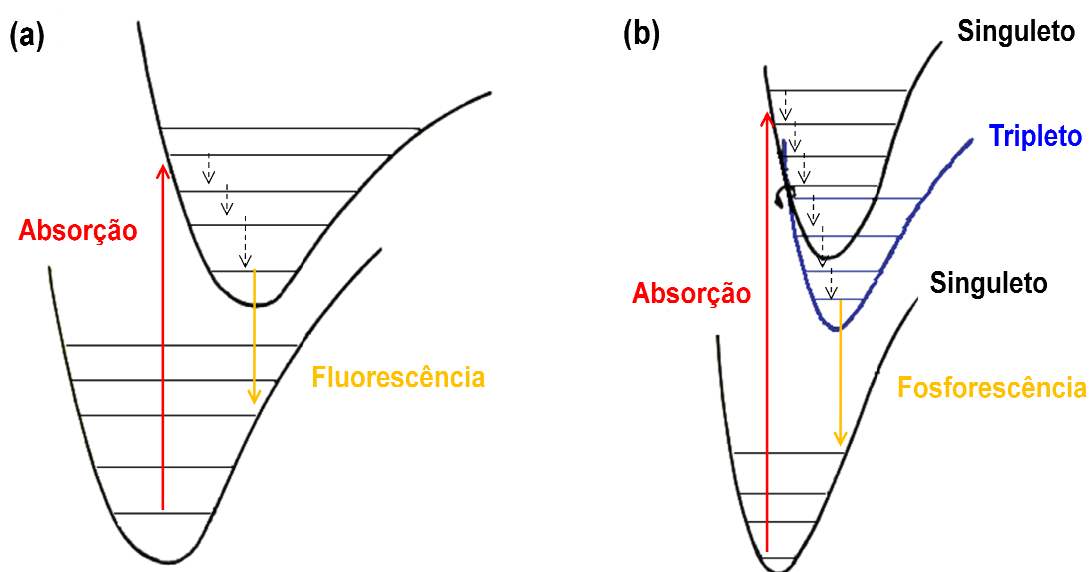 (a)
Absorção
Fluorescência
(b)
Singuleto
Tripleto
Absorção
Singuleto
Fosforescência